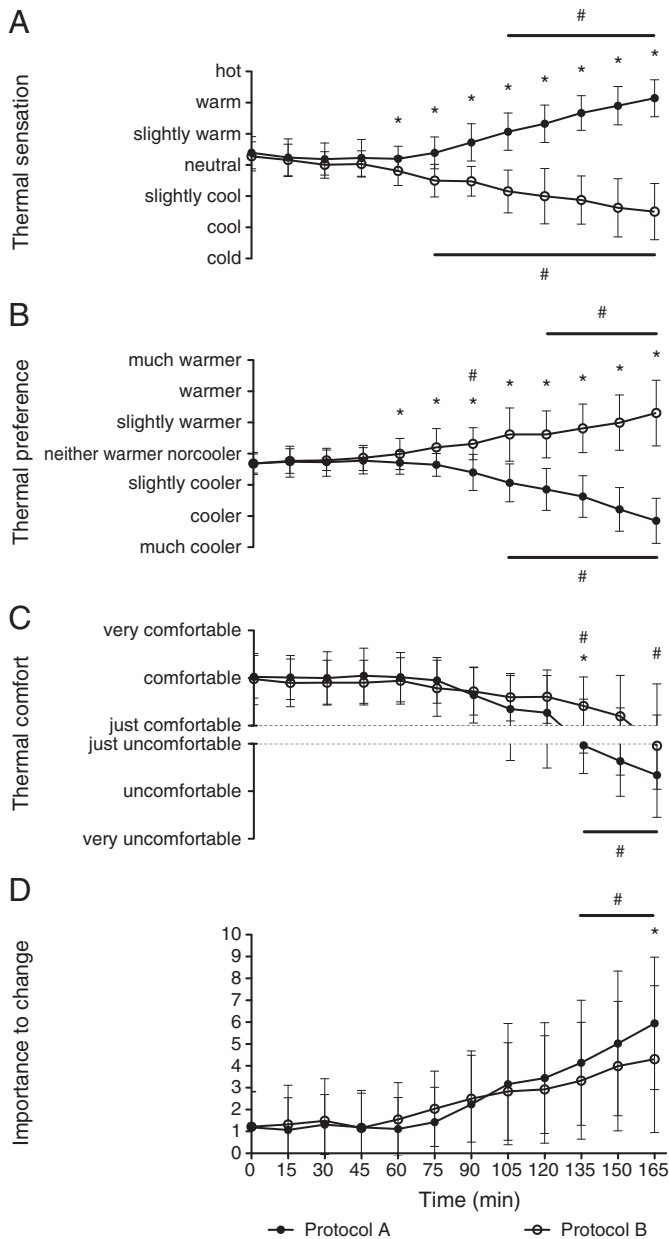 A
#
Thermal sensation
hot
* * * * * * * *
warm
slightly warm
neutral
slightly cool
cool
cold
#
B
#
Thermal preference
much warmer
#
* * * * * * * *
warmer
slightly warmer
neither warmer norcooler
slightly cooler
cooler
much cooler
#
C
Thermal comfort
very comfortable
# #
*
comfortable
just comfortable
just uncomfortable
uncomfortable
very uncomfortable
#
D
#
Importance to change
*
10
9
8
7
6
5
4
3
2
1
0
0 15 30 45 60 75 90 105 120 135 150 165
Time (min)
Protocol A Protocol B